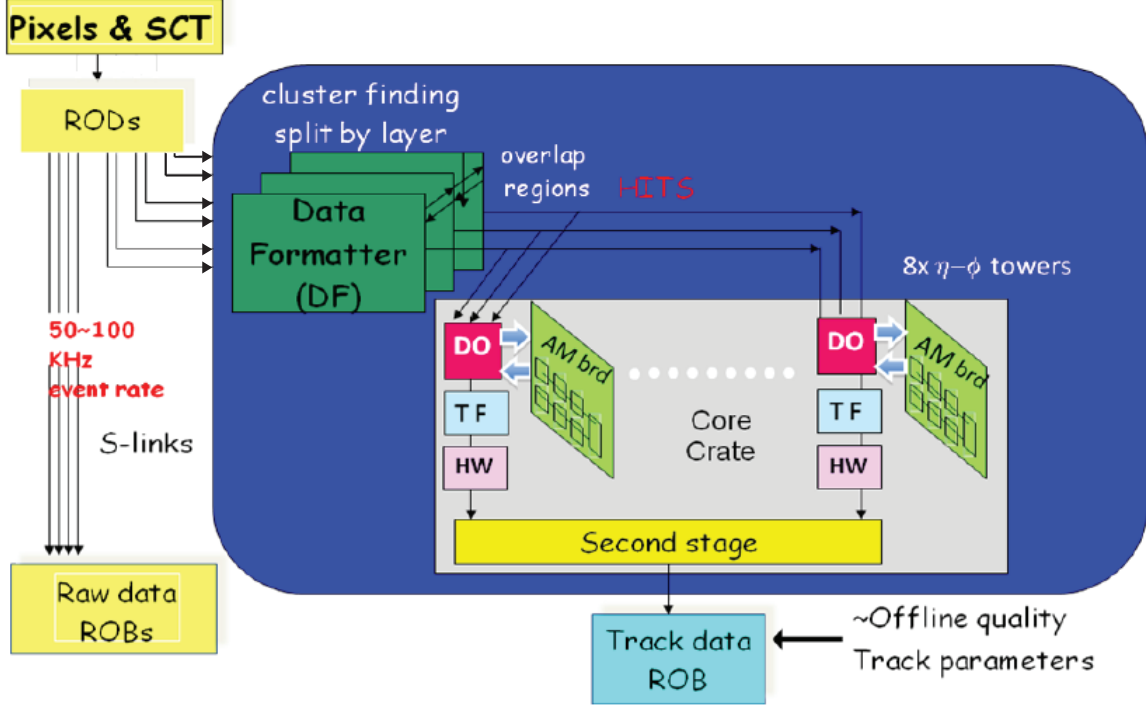 Pixels & SCT
RODs
cluster finding
split by layer
overlap
regions
HITS
Data
Formatter
(DF)
8x η−ϕ towers
50~100
KHz
event rate
S-links
DO
AM brd
TF
HW
Core
Crate
DO
AM brd
TF
HW
Second stage
Raw data
ROBs
Track data
ROB
~Offline quality
Track parameters